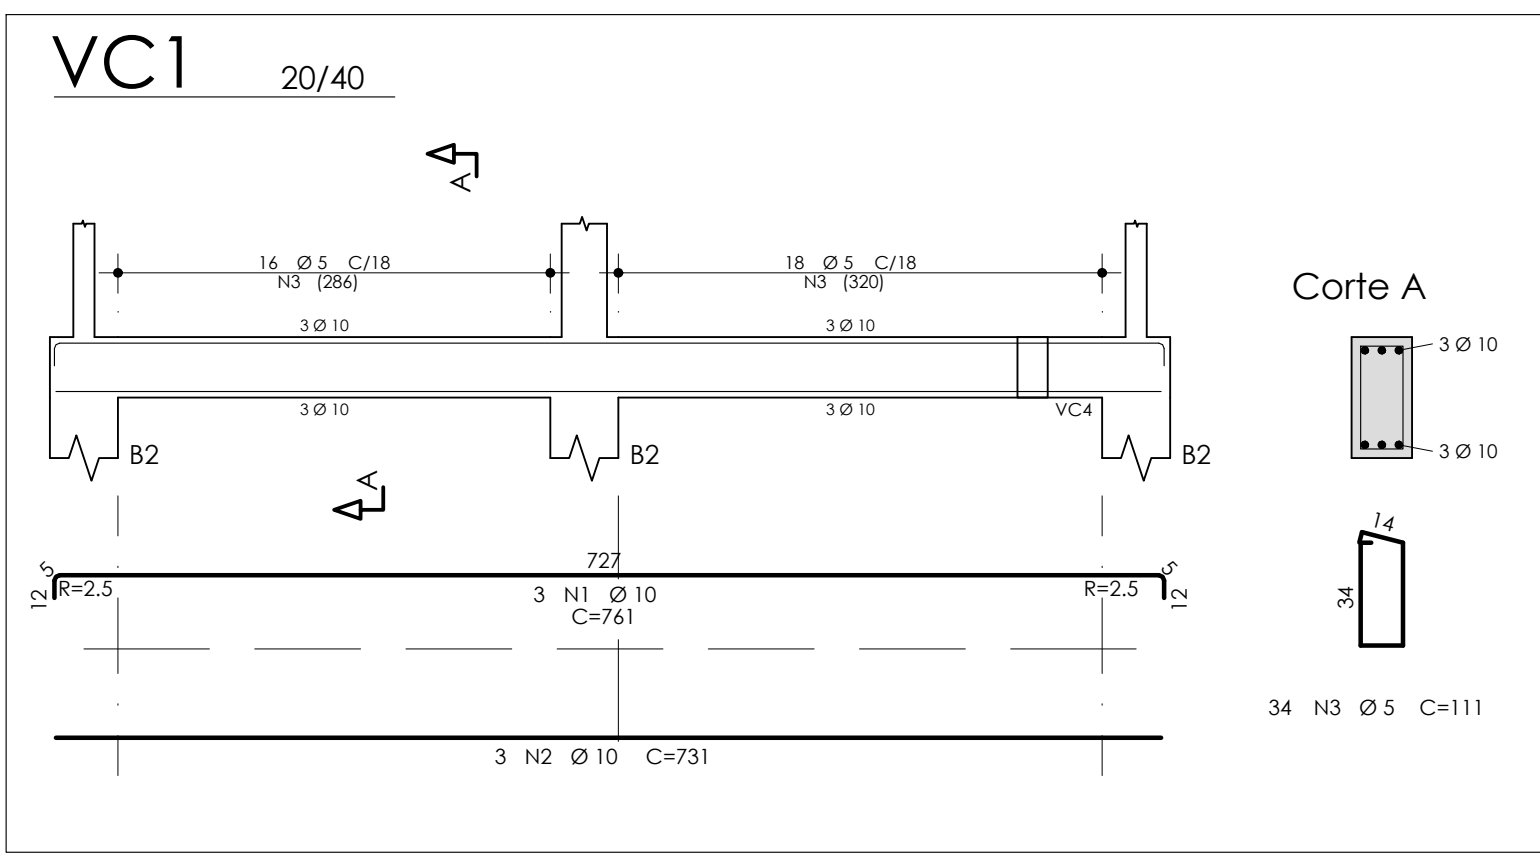 VC1 20/40
A
16 Ø 5 C/18
N3 (286)
18 Ø 5 C/18
N3 (320)
3 Ø 10
3 Ø 10
3 Ø 10
3 Ø 10
VC4
B2
B2
B2
A
Corte A
3 Ø 10
3 Ø 10
14
34
34 N3 Ø 5 C=111
727
5
12
R=2.5
3 N1 Ø 10
C=761
R=2.5
5
12
3 N2 Ø 10 C=731